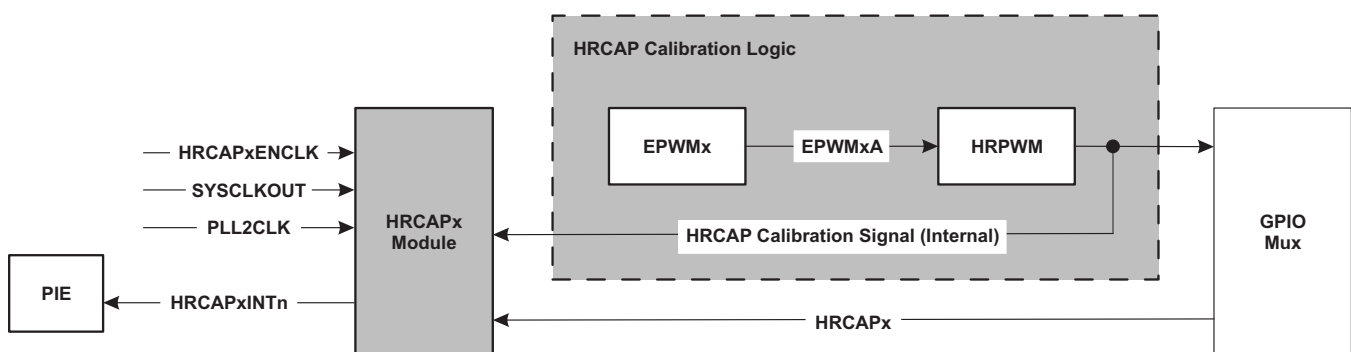 HRCAP Calibration Logic
EPWMx
EPWMxA
HRPWM
HRCAPxENCLK
SYSCLKOUT
PLL2CLK
HRCAPx
Module
HRCAP Calibration Signal (Internal)
GPIO
Mux
PIE
HRCAPxINTn
HRCAPx